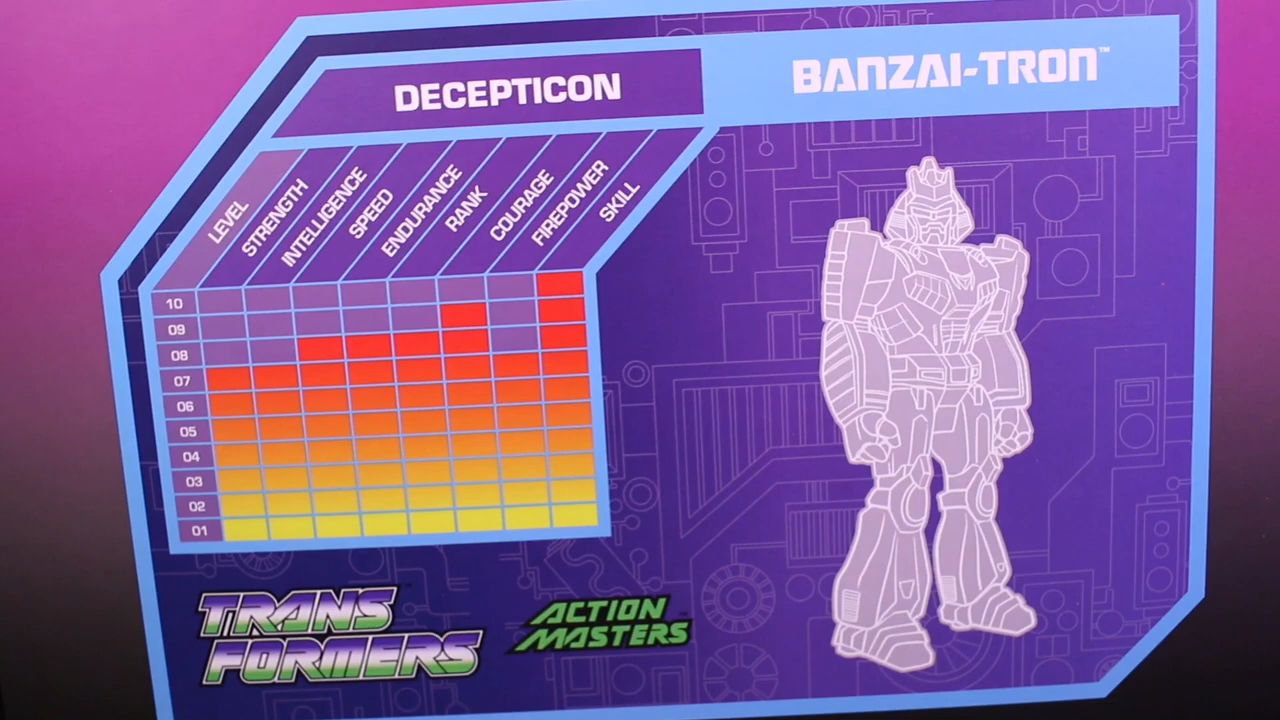 DECEPTICON
BANZAI-TRON™
LEVEL
STRENGTH
INTELLIGENCE
SPEED
ENDURANCE
RANK
COURAGE
FIREPOWER
SKILL
10
09
08
07
06
05
04
03
02
01
TRANS
FORMERS
ACTION
MASTERS